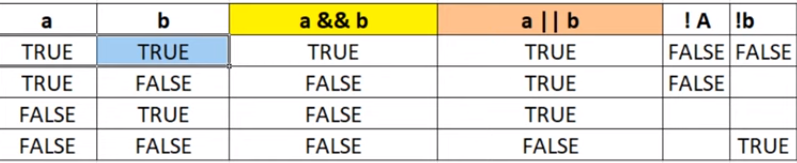 a b a && b a || b ! A !b
TRUE TRUE TRUE TRUE FALSE FALSE
TRUE FALSE FALSE TRUE FALSE
FALSE TRUE FALSE TRUE
FALSE FALSE FALSE FALSE TRUE